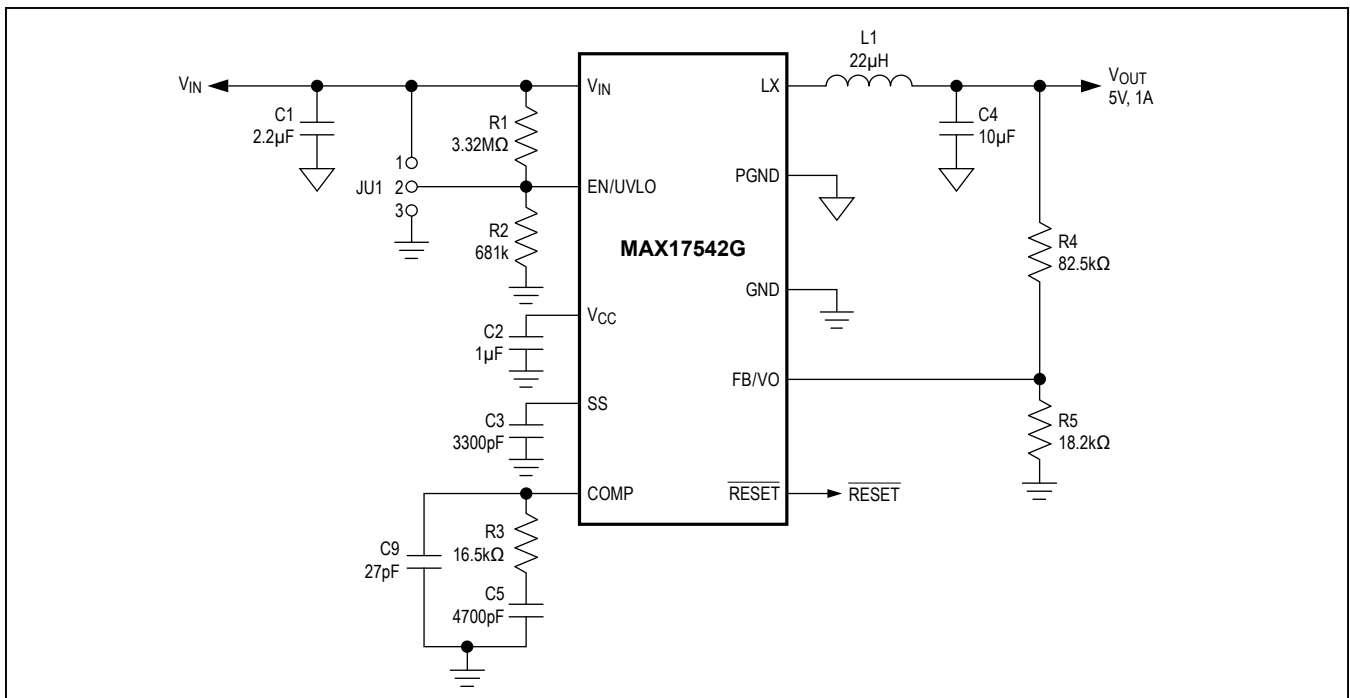 L1
22µH
VIN
VIN
LX
VOUT
5V, 1A
C1
2.2µF
R1
3.32MΩ
C4
10µF
1
JU1 2
3
EN/UVLO
PGND
R2
681k
MAX17542G
R4
82.5kΩ
GND
VCC
C2
1µF
FB/VO
SS
C3
3300pF
R5
18.2kΩ
COMP
RESET
RESET
R3
16.5kΩ
C9
27pF
C5
4700pF